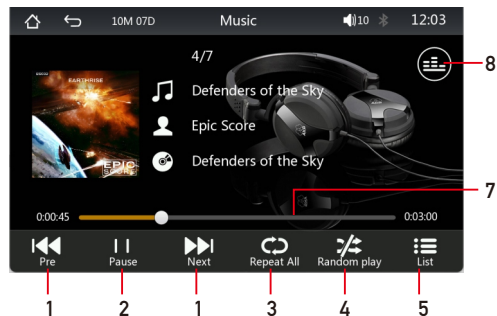 10M 07D Music 10 12:03
4/7
EARTHRISE
Defenders of the Sky
Epic Score
EPIC
SCORE
Defenders of the Sky
8
7
0:00:45 0:03:00
Pre Pause Next Repeat All Random play List
1 2 1 3 4 5